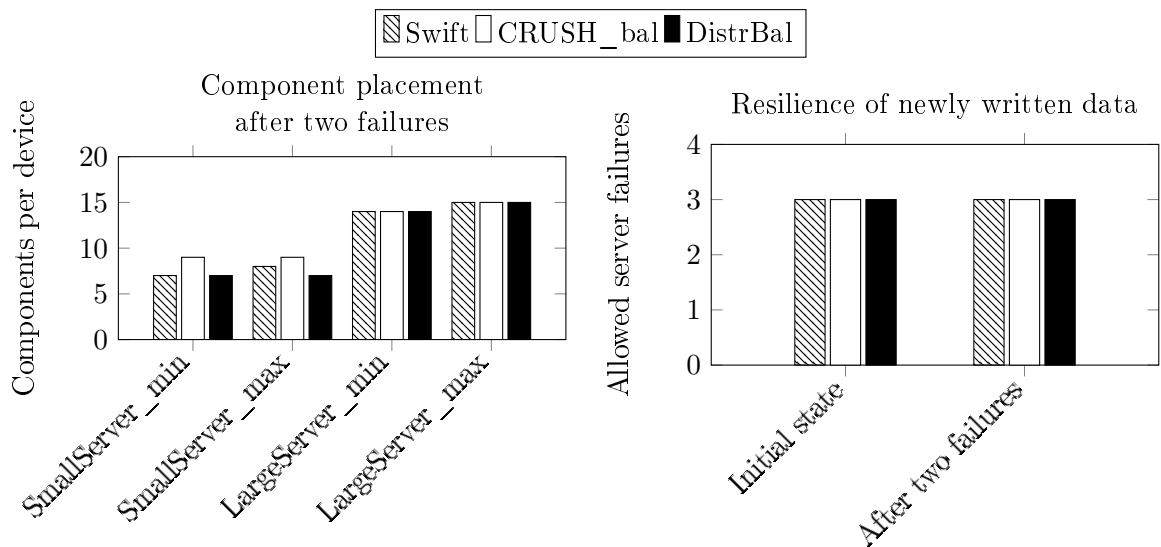 Swift CRUSH_bal DistrBal
Component placement
after two failures
Components per device
20
15
10
5
0
SmallServer_min
SmallServer_max
LargeServer_min
LargeServer_max
Resilience of newly written data
Allowed server failures
4
3
2
1
0
Initial state
After two failures